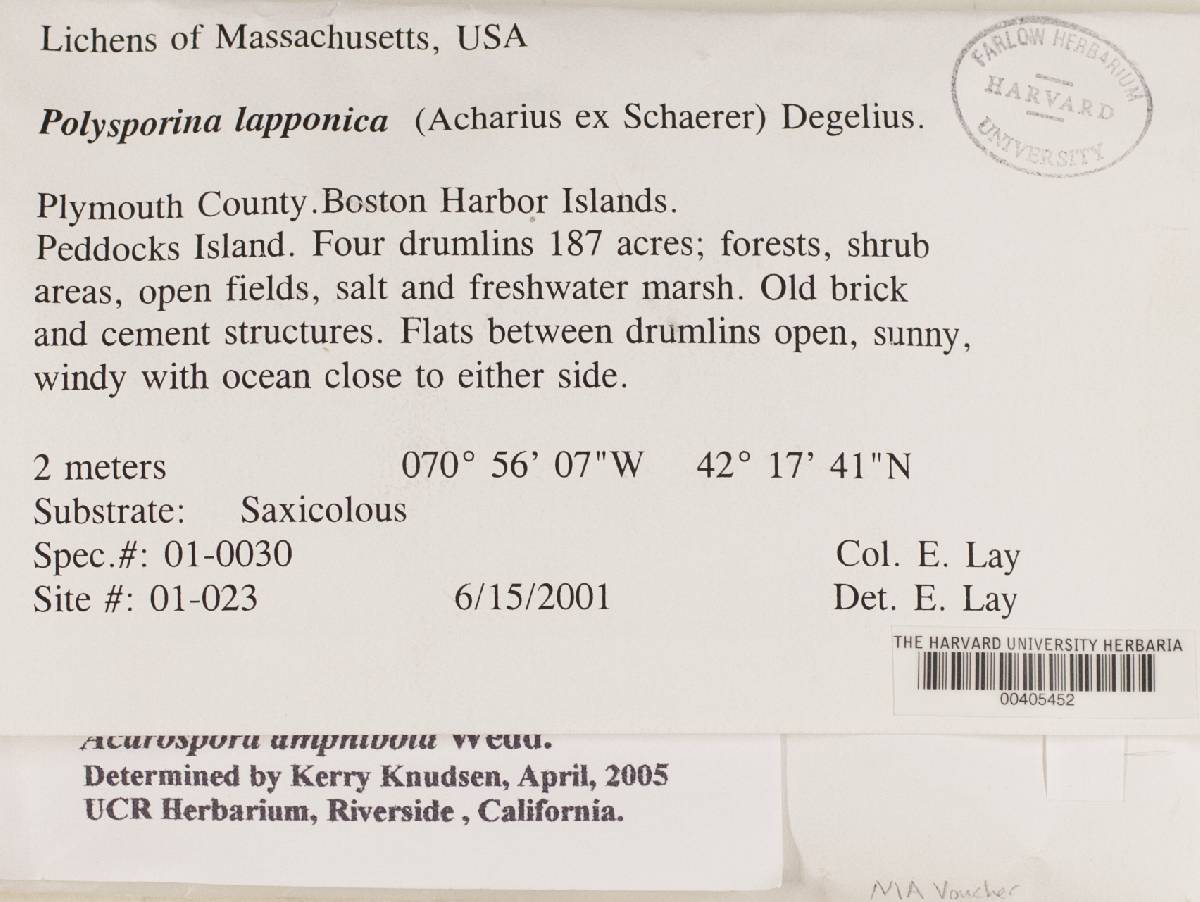 Lichens of Massachusetts, USA
FARLOW HERBARIUM
HARVARD
UNIVERSITY
Polysporina lapponica (Acharius ex Schaerer) Degelius.
Plymouth County.Boston Harbor Islands.
Peddocks Island. Four drumlins 187 acres; forests, shrub
areas, open fields, salt and freshwater marsh. Old brick
and cement structures. Flats between drumlins open, sunny,
windy with ocean close to either side.
2 meters 070° 56' 07"W 42° 17' 41"N
Substrate: Saxicolous
Spec.#: 01-0030 Col. E. Lay
Site #: 01-023 6/15/2001 Det. E. Lay
THE HARVARD UNIVERSITY HERBARIA
00405452
Acarospora amphibola Wedd.
Determined by Kerry Knudsen, April, 2005
UCR Herbarium, Riverside , California.
MA Voucher